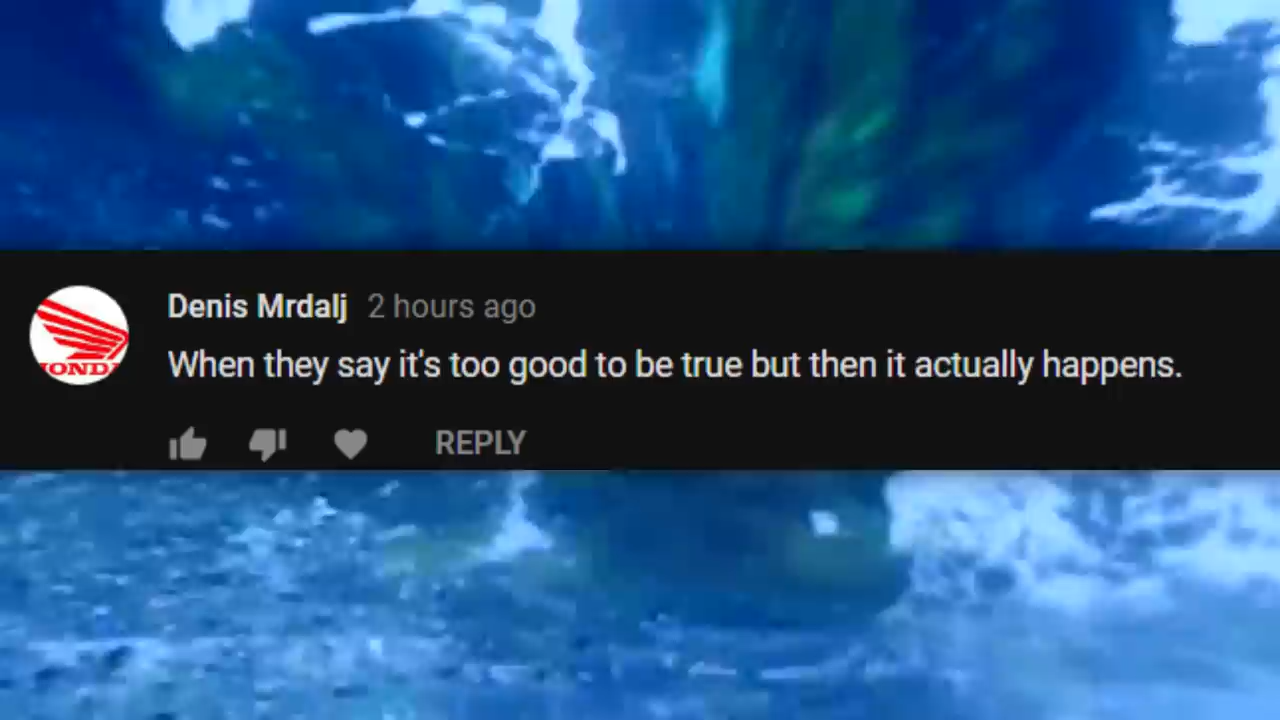 Denis Mrdalj 2 hours ago
HONDA
When they say it's too good to be true but then it actually happens.
REPLY